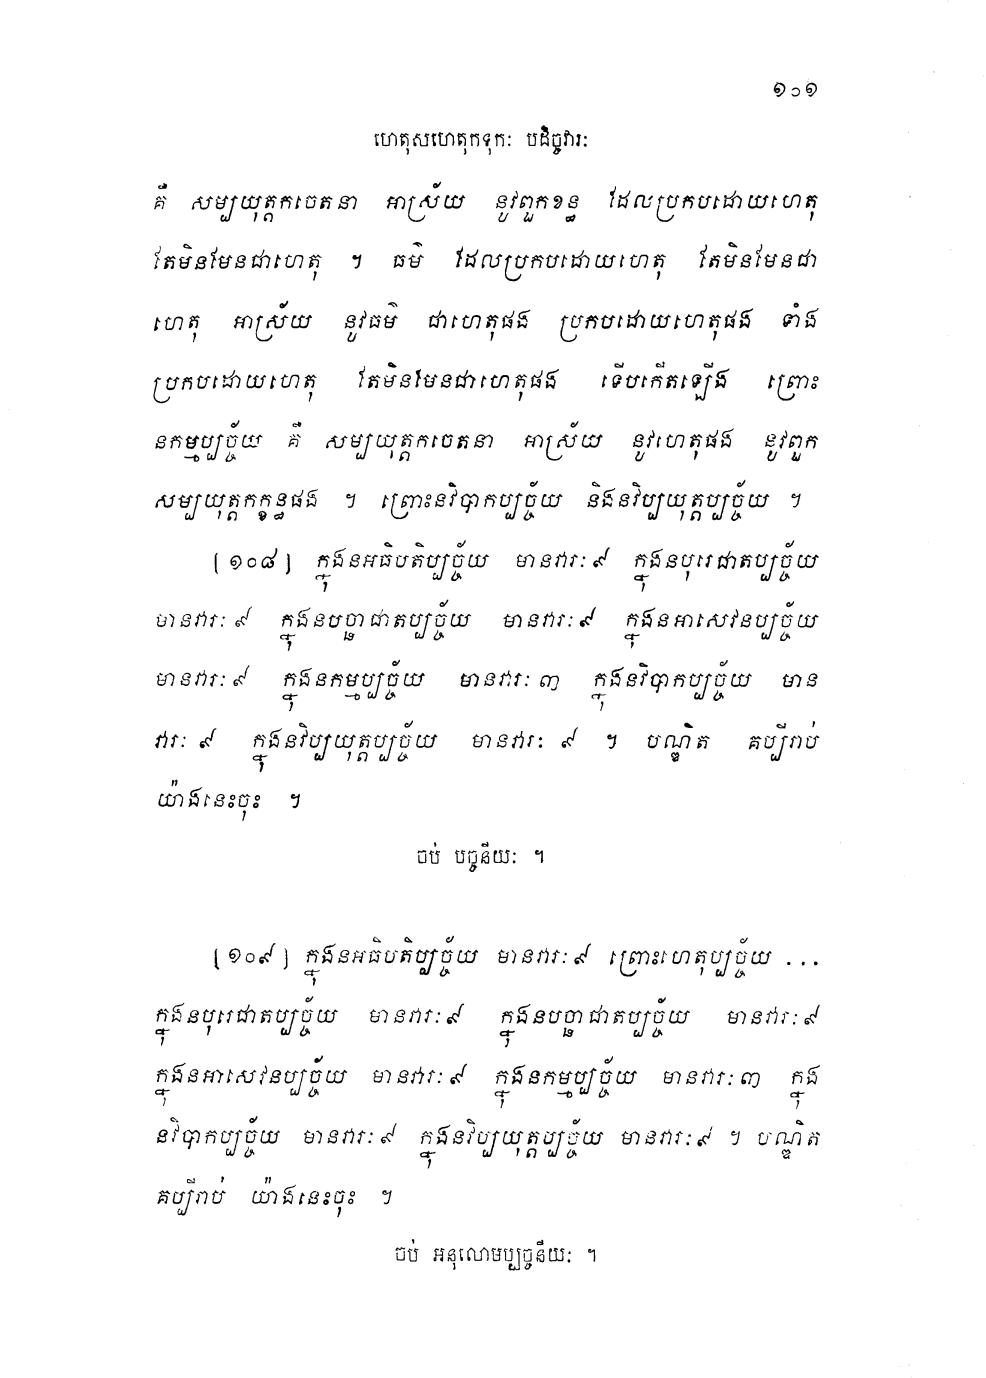 ១០១
ហេតុសហេតុកទុកៈ បដិច្ចវារៈ
គឺ សម្បយុត្តកចេតនា អាស្រ័យ នូវពួកខន្ធ ដែលប្រកបដោយហេតុ
តែមិនមែនជាហេតុ ។ ធម៌ ដែលប្រកបដោយហេតុ តែមិនមែនជា
ហេតុ អាស្រ័យ នូវធម៌ ជាហេតុផង ប្រកបដោយហេតុផង ទាំង
ប្រកបដោយហេតុ តែមិនមែនជាហេតុផង ទើបកើតឡើង ព្រោះ
នកម្មប្បច្ច័យ គឺ សម្បយុត្តកចេតនា អាស្រ័យ នូវហេតុផង នូវពួក
សម្បយុត្តកក្ខន្ធផង ។ ព្រោះនវិបាកប្បច្ច័យ និងនវិប្បយុត្តប្បច្ច័យ ។
[១០៨] ក្នុងនអធិបតិប្បច្ច័យ មានវារៈ៩ ក្នុងនបុរេជាតប្បច្ច័យ
មានវារៈ៩ ក្នុងនបច្ឆាជាតប្បច្ច័យ មានវារៈ៩ ក្នុងនអាសេវនប្បច្ច័យ
មានវារៈ៩ ក្នុងនកម្មប្បច្ច័យ មានវារៈ៣ ក្នុងនវិបាកប្បច្ច័យ មាន
វារៈ៩ ក្នុងនវិប្បយុត្តប្បច្ច័យ មានវារៈ ៩ ។ បណ្ឌិត គប្បីរាប់
យ៉ាងនេះចុះ ។
ចប់ បច្ចនីយៈ ។
[១០៩] ក្នុងនអធិបតិប្បច្ច័យ មានវារៈ៩ ព្រោះហេតុប្បច្ច័យ ...
ក្នុងនបុរេជាតប្បច្ច័យ មានវារៈ៩ ក្នុងនបច្ឆាជាតប្បច្ច័យ មានវារៈ៩
ក្នុងនអាសេវនប្បច្ច័យ មានវារៈ៩ ក្នុងនកម្មប្បច្ច័យ មានវារៈ៣ ក្នុង
នវិបាកប្បច្ច័យ មានវារៈ៩ ក្នុងនវិប្បយុត្តប្បច្ច័យ មានវារៈ៩ ។ បណ្ឌិត
គប្បីរាប់ យ៉ាងនេះចុះ ។
ចប់ អនុលោមប្បច្ចនីយៈ ។